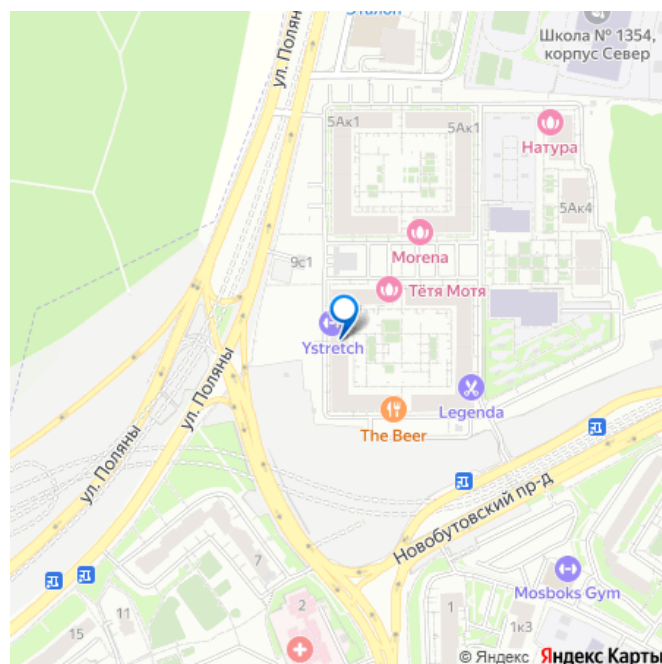 Эталон
ул. Поляны
Школа № 1354,
корпус Север
5Ак1
5Ак1
Натура
5Ак4
Morena
9с1
Тётя Мотя
Ystretch
ул. Поляны
Legenda
The Beer
ул. Поляны
Новобутовский пр-д
7
Mosboks Gym
2
1
11
1к3
15
© Яндекс Яндекс Карты